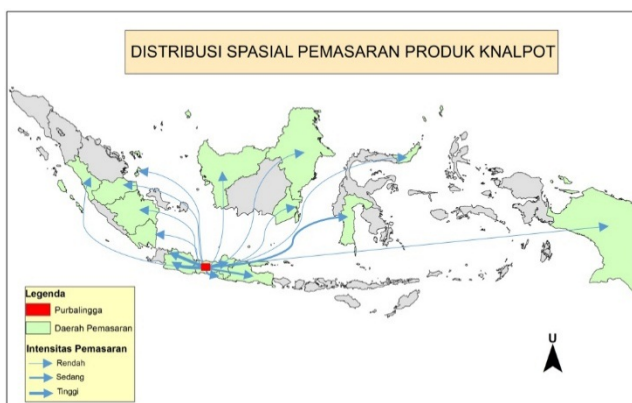 DISTRIBUSI SPASIAL PEMASARAN PRODUK KNALPOT
U
Legenda
Purbalingga
Daerah Pemasaran
Intensitas Pemasaran
Rendah
Sedang
Tinggi